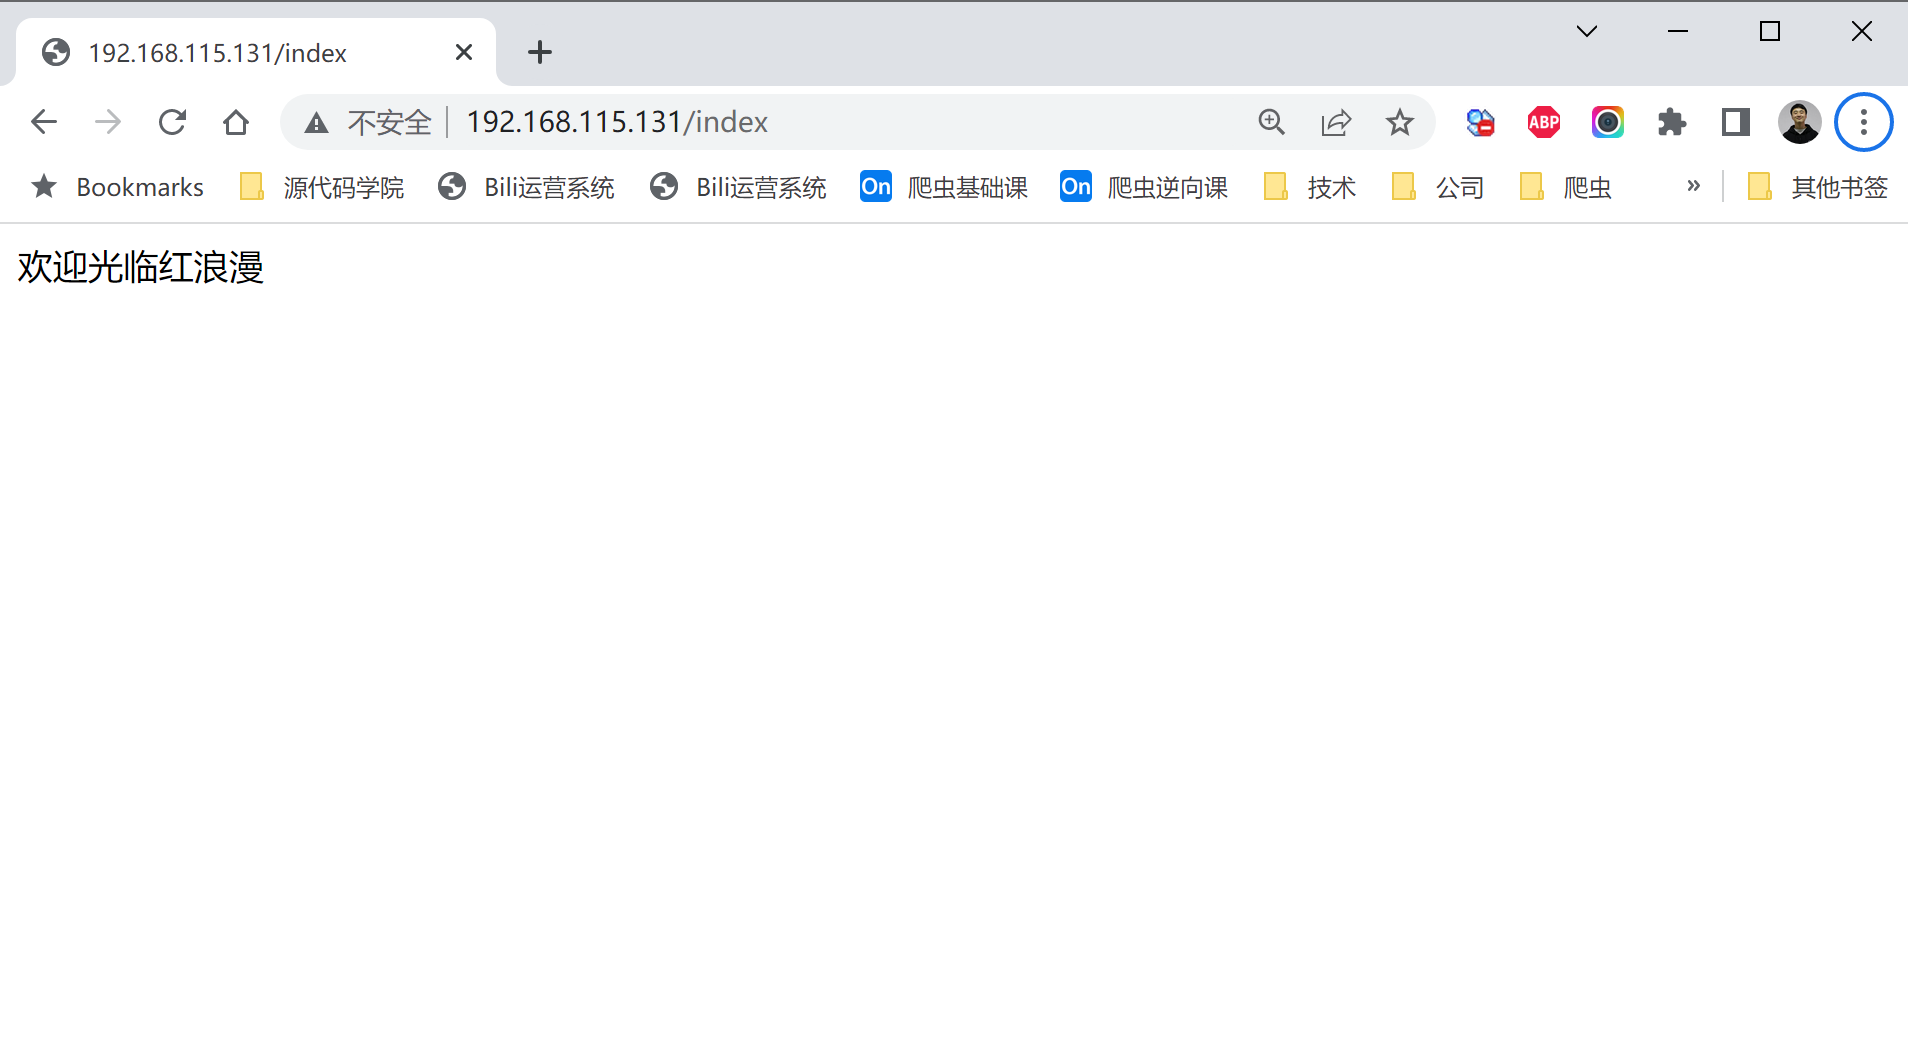 192.168.115.131/index
不安全 192.168.115.131/index ABP
Bookmarks 源代码学院 Bili运营系统 Bili运营系统 On 爬虫基础课 On 爬虫逆向课 技术 公司 爬虫 » 其他书签
欢迎光临红浪漫